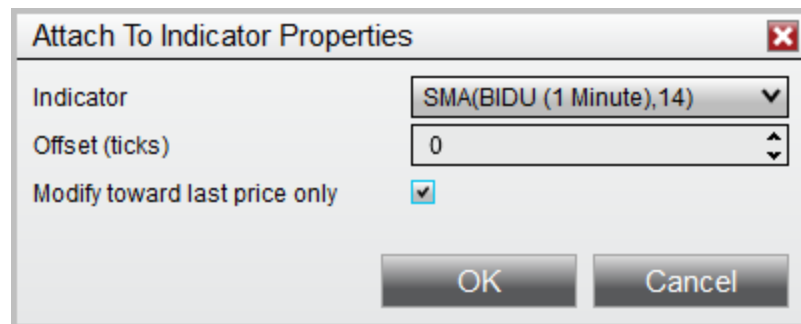 Attach To Indicator Properties
Indicator SMA(BIDU (1 Minute),14)
Offset (ticks) 0
Modify toward last price only
OK Cancel